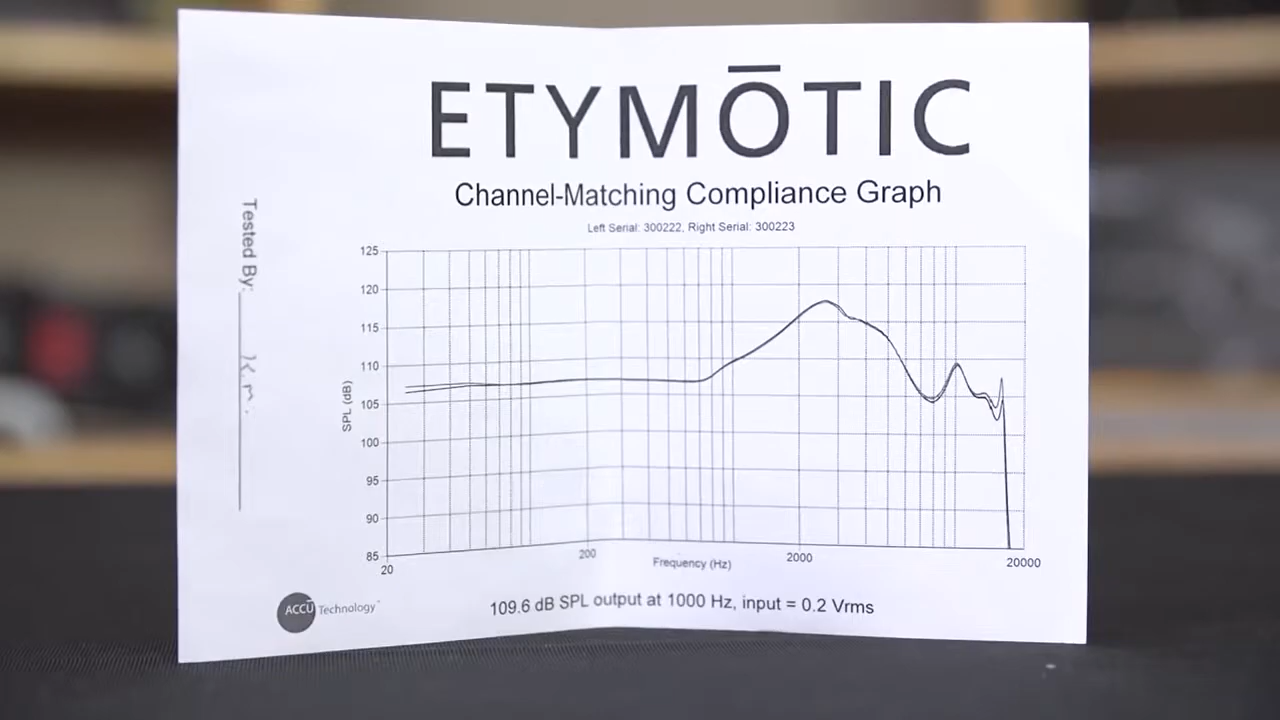 ETYMŌTIC
Channel-Matching Compliance Graph
Left Serial: 300222, Right Serial: 300223
Tested By:
SPL (dB)
125
120
115
110
105
100
95
90
85
20
200
2000
20000
Frequency (Hz)
ACCŪ Technology
109.6 dB SPL output at 1000 Hz, input = 0.2 Vrms